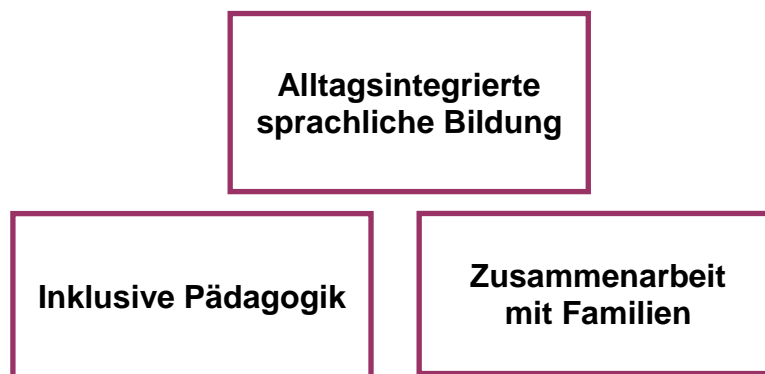 Alltagsintegrierte
sprachliche Bildung
Inklusive Pädagogik
Zusammenarbeit
mit Familien